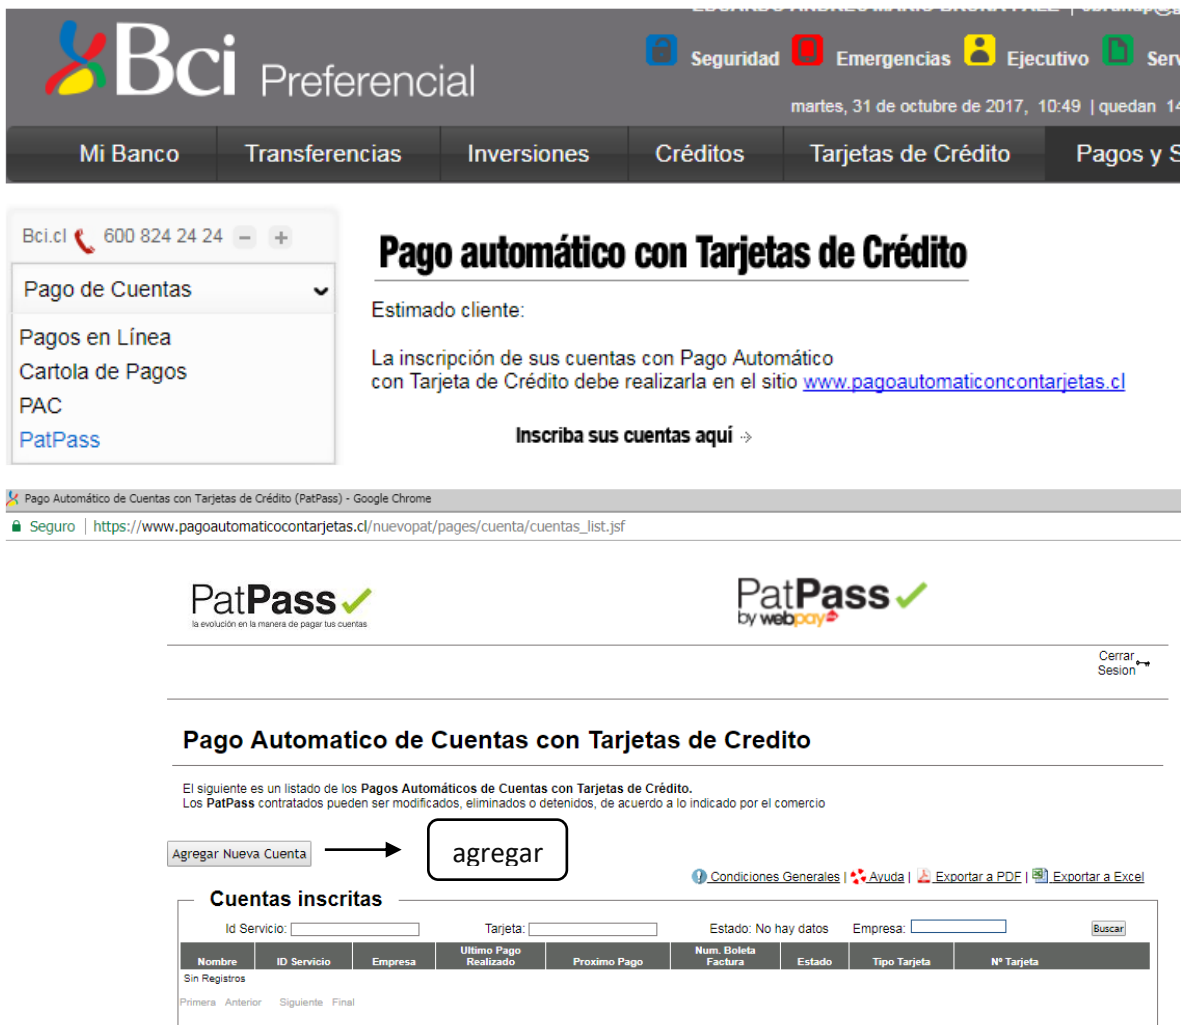 Bci Preferencial
Seguridad Emergencias Ejecutivo
martes, 31 de octubre de 2017, 10:49 | quedan 14
Mi Banco Transferencias Inversiones Créditos Tarjetas de Crédito Pagos y S
Bci.cl 600 824 24 24 - +
Pago de Cuentas
Pagos en Línea
Cartola de Pagos
PAC
PatPass
Pago automático con Tarjetas de Crédito
Estimado cliente:
La inscripción de sus cuentas con Pago Automático
con Tarjeta de Crédito debe realizarla en el sitio www.pagoautomaticoncontarjetas.cl
Inscriba sus cuentas aquí
Pago Automático de Cuentas con Tarjetas de Crédito (PatPass) - Google Chrome
Seguro | https://www.pagoautomaticocontarjetas.cl/nuevopat/pages/cuenta/cuentas_list.jsf
PatPass
la evolución en la manera de pagar tus cuentas
PatPass
by webpay
Cerrar
Sesion
Pago Automatico de Cuentas con Tarjetas de Credito
El siguiente es un listado de los Pagos Automáticos de Cuentas con Tarjetas de Crédito.
Los PatPass contratados pueden ser modificados, eliminados o detenidos, de acuerdo a lo indicado por el comercio
Agregar Nueva Cuenta
agregar
Condiciones Generales | Ayuda | Exportar a PDF | Exportar a Excel
Cuentas inscritas
Id Servicio: Tarjeta: Estado: No hay datos Empresa: Buscar
Nombre ID Servicio Empresa Ultimo Pago Realizado Proximo Pago Num. Boleta Factura Estado Tipo Tarjeta Nº Tarjeta
Sin Registros
Primera Anterior Siguiente Final